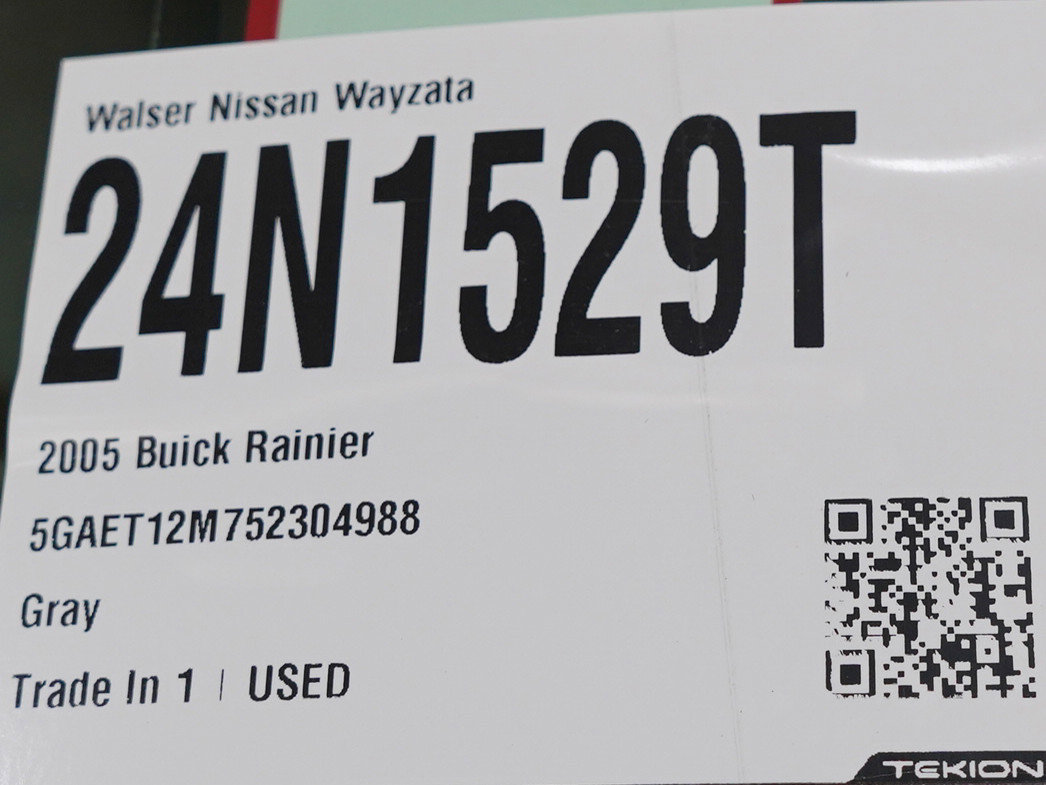 Walser Nissan Wayzata
24N1529T
2005 Buick Rainier
5GAET12M752304988
Gray
Trade In 1 | USED
TEKION